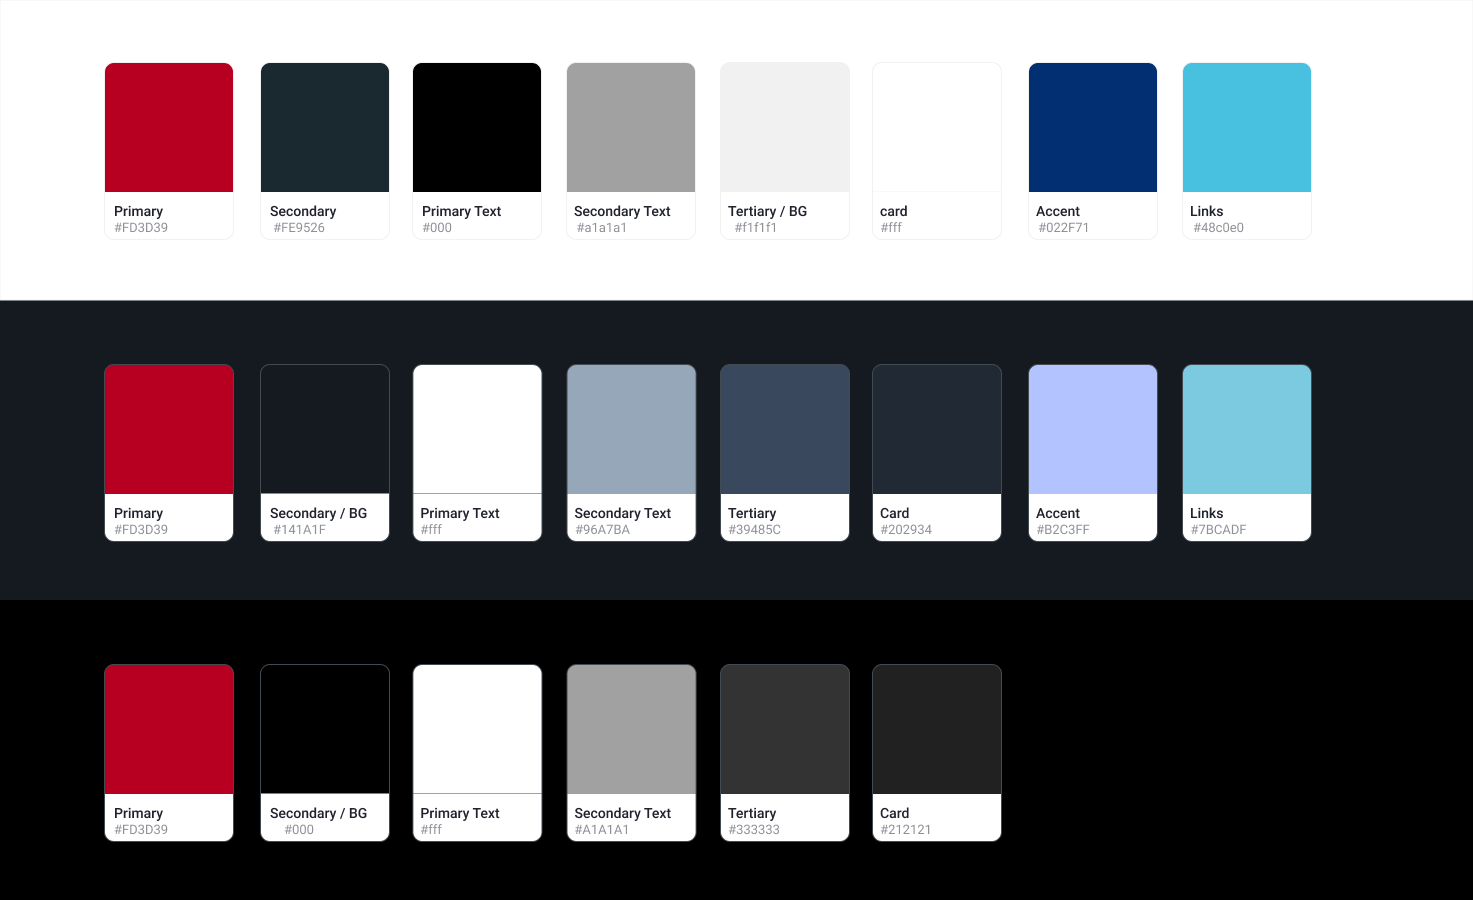 Primary
#FD3D39
Secondary
#FE9526
Primary Text
#000
Secondary Text
#a1a1a1
Tertiary / BG
#f1f1f1
card
#fff
Accent
#022F71
Links
#48c0e0
Primary
#FD3D39
Secondary / BG
#141A1F
Primary Text
#fff
Secondary Text
#96A7BA
Tertiary
#39485C
Card
#202934
Accent
#B2C3FF
Links
#7BCADF
Primary
#FD3D39
Secondary / BG
#000
Primary Text
#fff
Secondary Text
#A1A1A1
Tertiary
#333333
Card
#212121